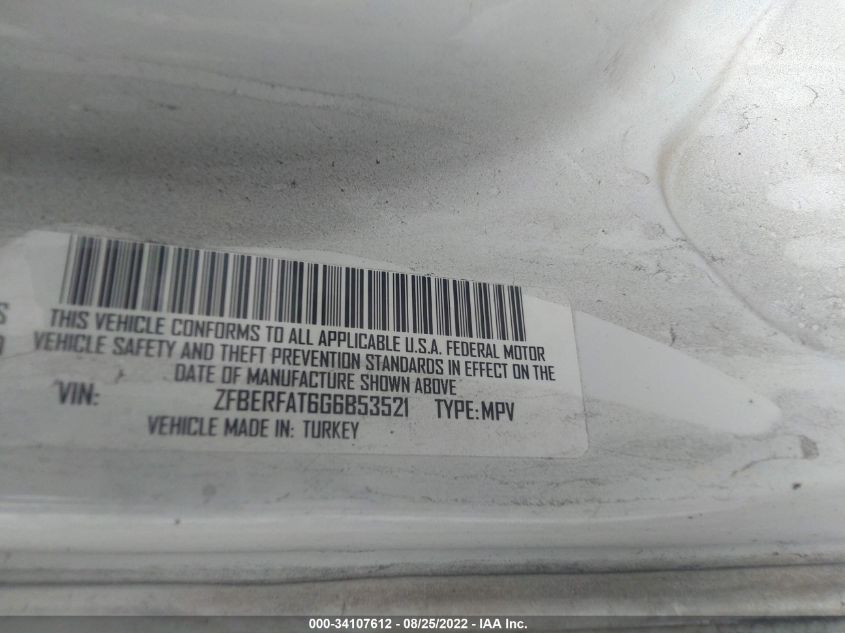 THIS VEHICLE CONFORMS TO ALL APPLICABLE U.S.A. FEDERAL MOTOR
VEHICLE SAFETY AND THEFT PREVENTION STANDARDS IN EFFECT ON THE
DATE OF MANUFACTURE SHOWN ABOVE
VIN: ZFBERFAT6G6B53521 TYPE:MPV
VEHICLE MADE IN: TURKEY
000-34107612 - 08/25/2022 - IAA Inc.